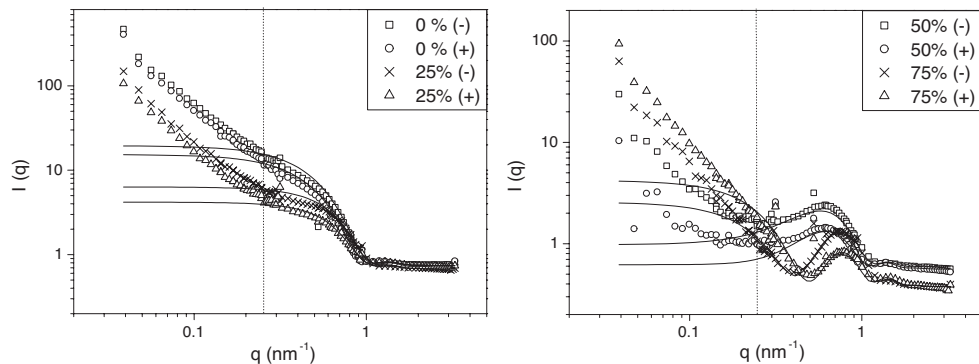 0 % (-)
0 % (+)
25% (-)
25% (+)
100
10
1
I (q)
0.1
1
q (nm⁻¹)
50% (-)
50% (+)
75% (-)
75% (+)
100
10
1
I (q)
0.1
1
q (nm⁻¹)